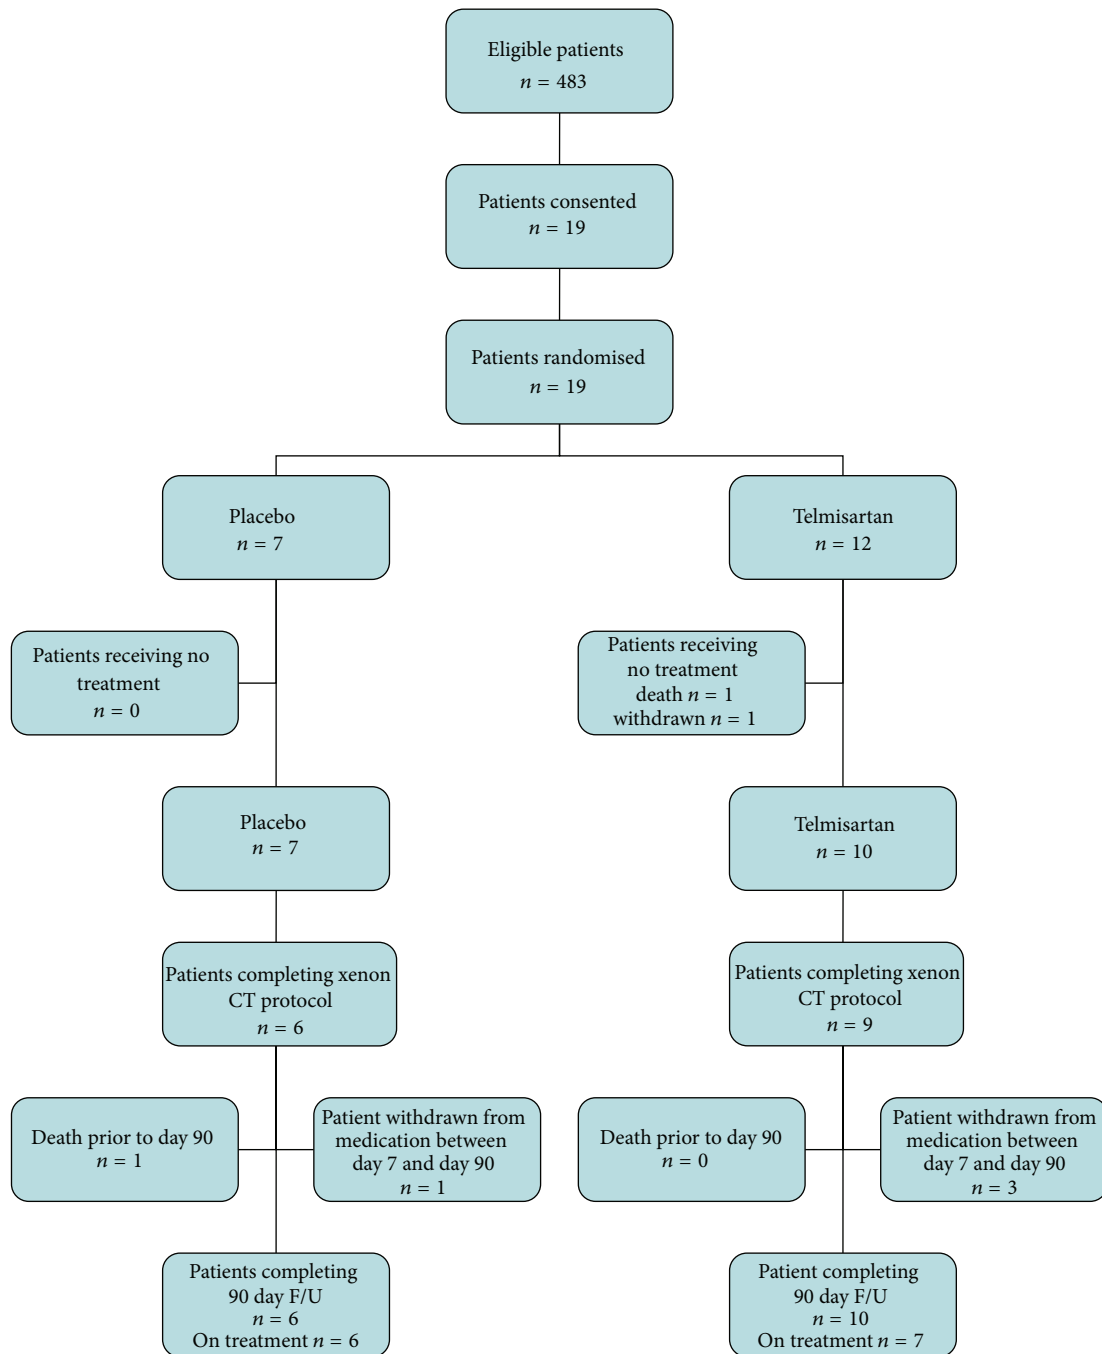 Eligible patients
n = 483
Patients consented
n = 19
Patients randomised
n = 19
Placebo
n = 7
Telmisartan
n = 12
Patients receiving no
treatment
n = 0
Patients receiving
no treatment
death n = 1
withdrawn n = 1
Placebo
n = 7
Telmisartan
n = 10
Patients completing xenon
CT protocol
n = 6
Patients completing xenon
CT protocol
n = 9
Death prior to day 90
n = 1
Patient withdrawn from
medication between
day 7 and day 90
n = 1
Death prior to day 90
n = 0
Patient withdrawn from
medication between
day 7 and day 90
n = 3
Patients completing
90 day F/U
n = 6
On treatment n = 6
Patient completing
90 day F/U
n = 10
On treatment n = 7